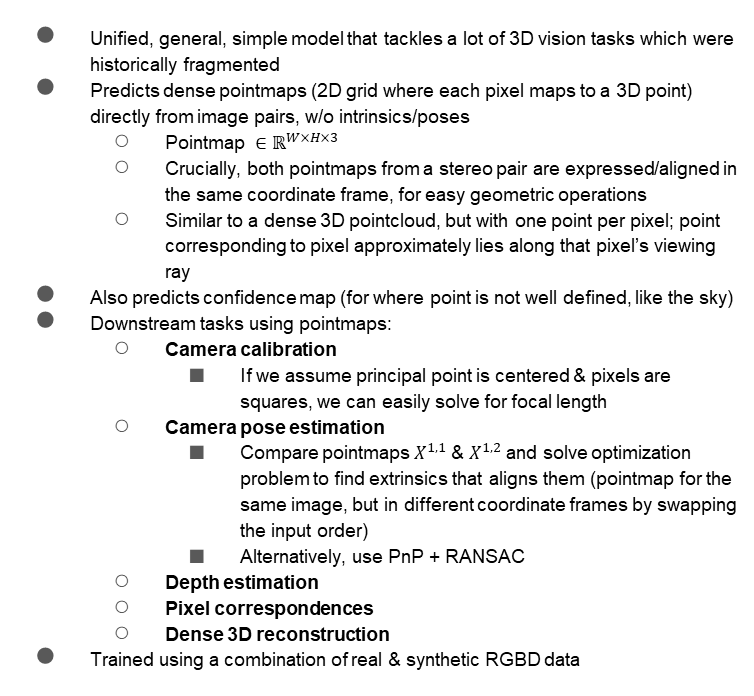 Unified, general, simple model that tackles a lot of 3D vision tasks which were
historically fragmented
Predicts dense pointmaps (2D grid where each pixel maps to a 3D point)
directly from image pairs, w/o intrinsics/poses
Pointmap ∈ ℝ^{W×H×3}
Crucially, both pointmaps from a stereo pair are expressed/aligned in
the same coordinate frame, for easy geometric operations
Similar to a dense 3D pointcloud, but with one point per pixel; point
corresponding to pixel approximately lies along that pixel's viewing
ray
Also predicts confidence map (for where point is not well defined, like the sky)
Downstream tasks using pointmaps:
Camera calibration
If we assume principal point is centered & pixels are
squares, we can easily solve for focal length
Camera pose estimation
Compare pointmaps X^{1,1} & X^{1,2} and solve optimization
problem to find extrinsics that aligns them (pointmap for the
same image, but in different coordinate frames by swapping
the input order)
Alternatively, use PnP + RANSAC
Depth estimation
Pixel correspondences
Dense 3D reconstruction
Trained using a combination of real & synthetic RGBD data